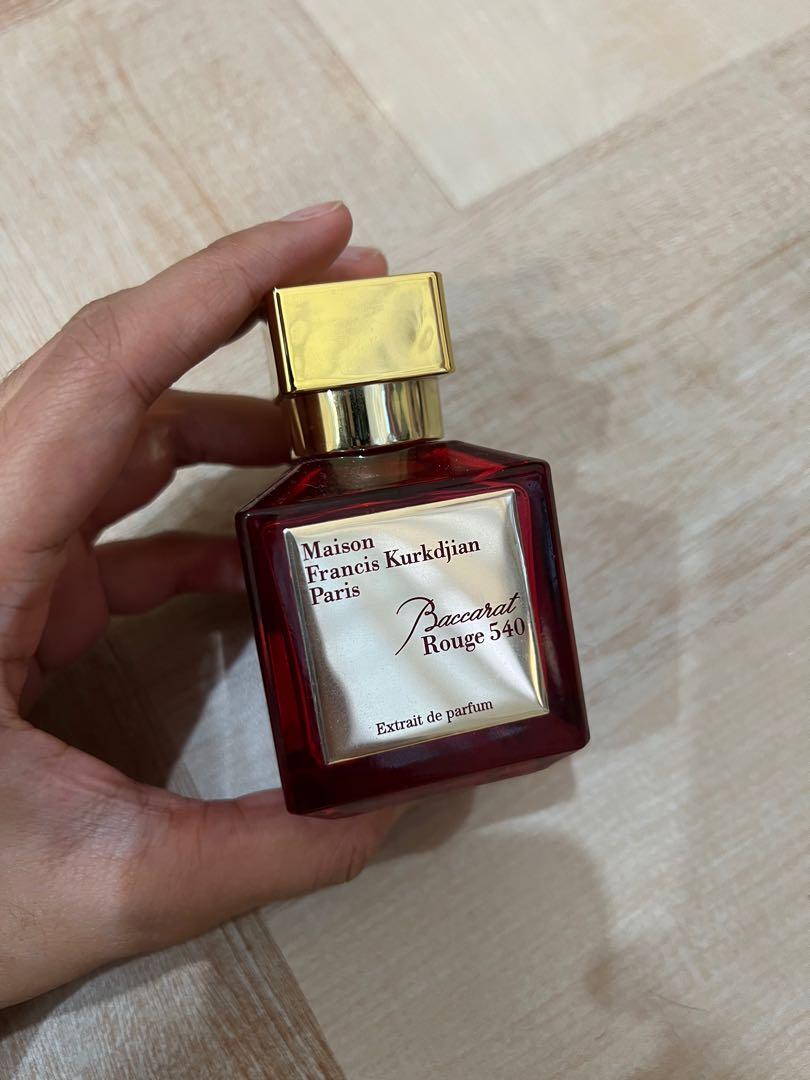 Maison
Francis Kurkdjian
Paris
Baccarat
Rouge 540
Extrait de parfum